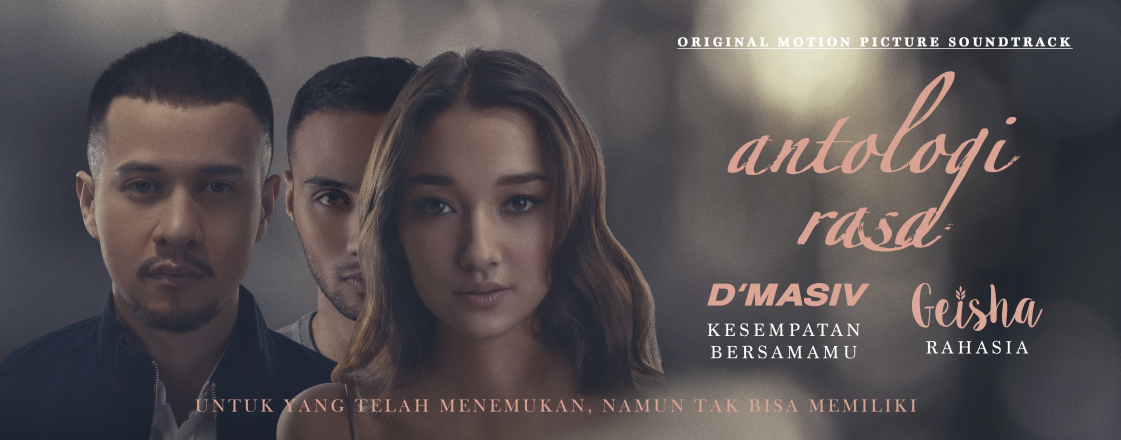 ORIGINAL MOTION PICTURE SOUNDTRACK
antologi
rasa
D'MASIV
KESEMPATAN
BERSAMAMU
Geisha
RAHASIA
UNTUK YANG TELAH MENEMUKAN, NAMUN TAK BISA MEMILIKI